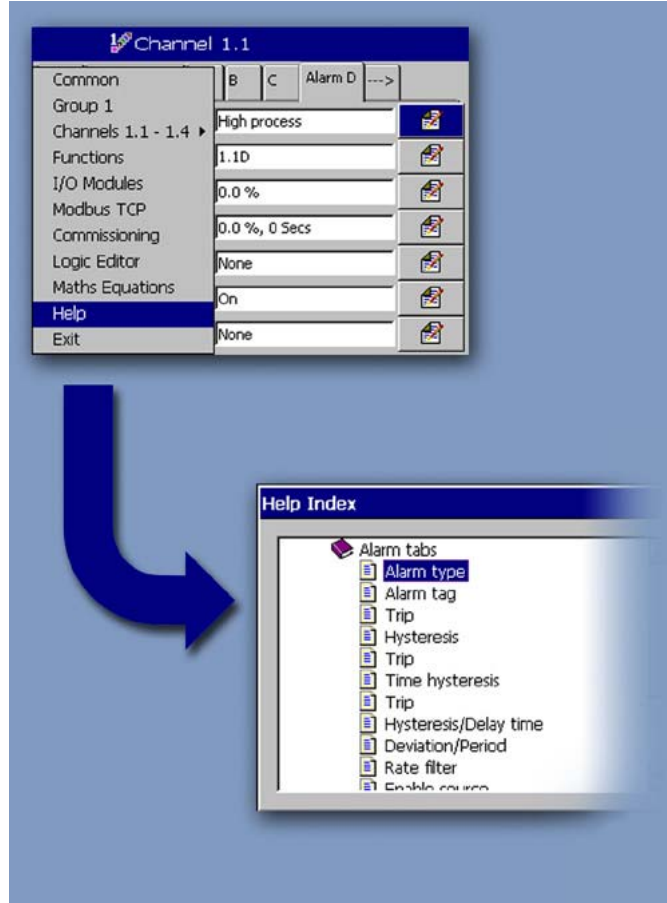 Channel 1.1
B C Alarm D --->
Common
Group 1
Channels 1.1 - 1.4
Functions
I/O Modules
Modbus TCP
Commissioning
Logic Editor
Maths Equations
Help
Exit
High process
1.1D
0.0 %
0.0 %, 0 Secs
None
On
None
Help Index
Alarm tabs
Alarm type
Alarm tag
Trip
Hysteresis
Trip
Time hysteresis
Trip
Hysteresis/Delay time
Deviation/Period
Rate filter
Enable source